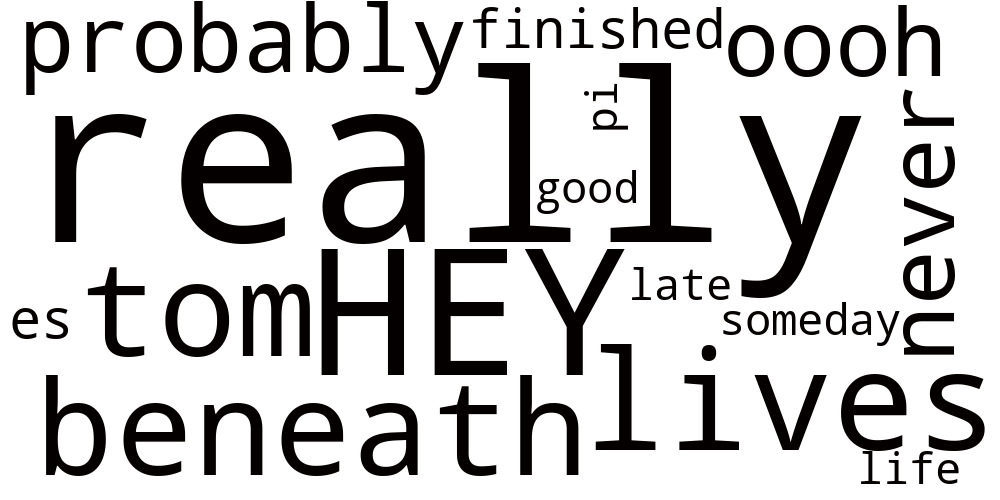 probably finished oooh
really
pi
good
never
tom HEY late
es someday
beneath lives
life